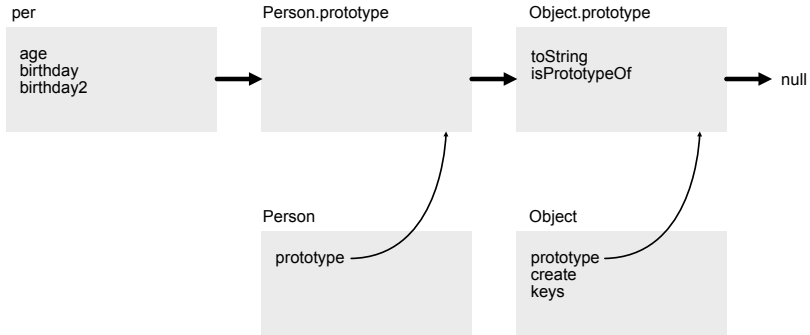 per
Person.prototype
Object.prototype
age
birthday
birthday2
toString
isPrototypeOf
null
Person
Object
prototype
prototype
create
keys